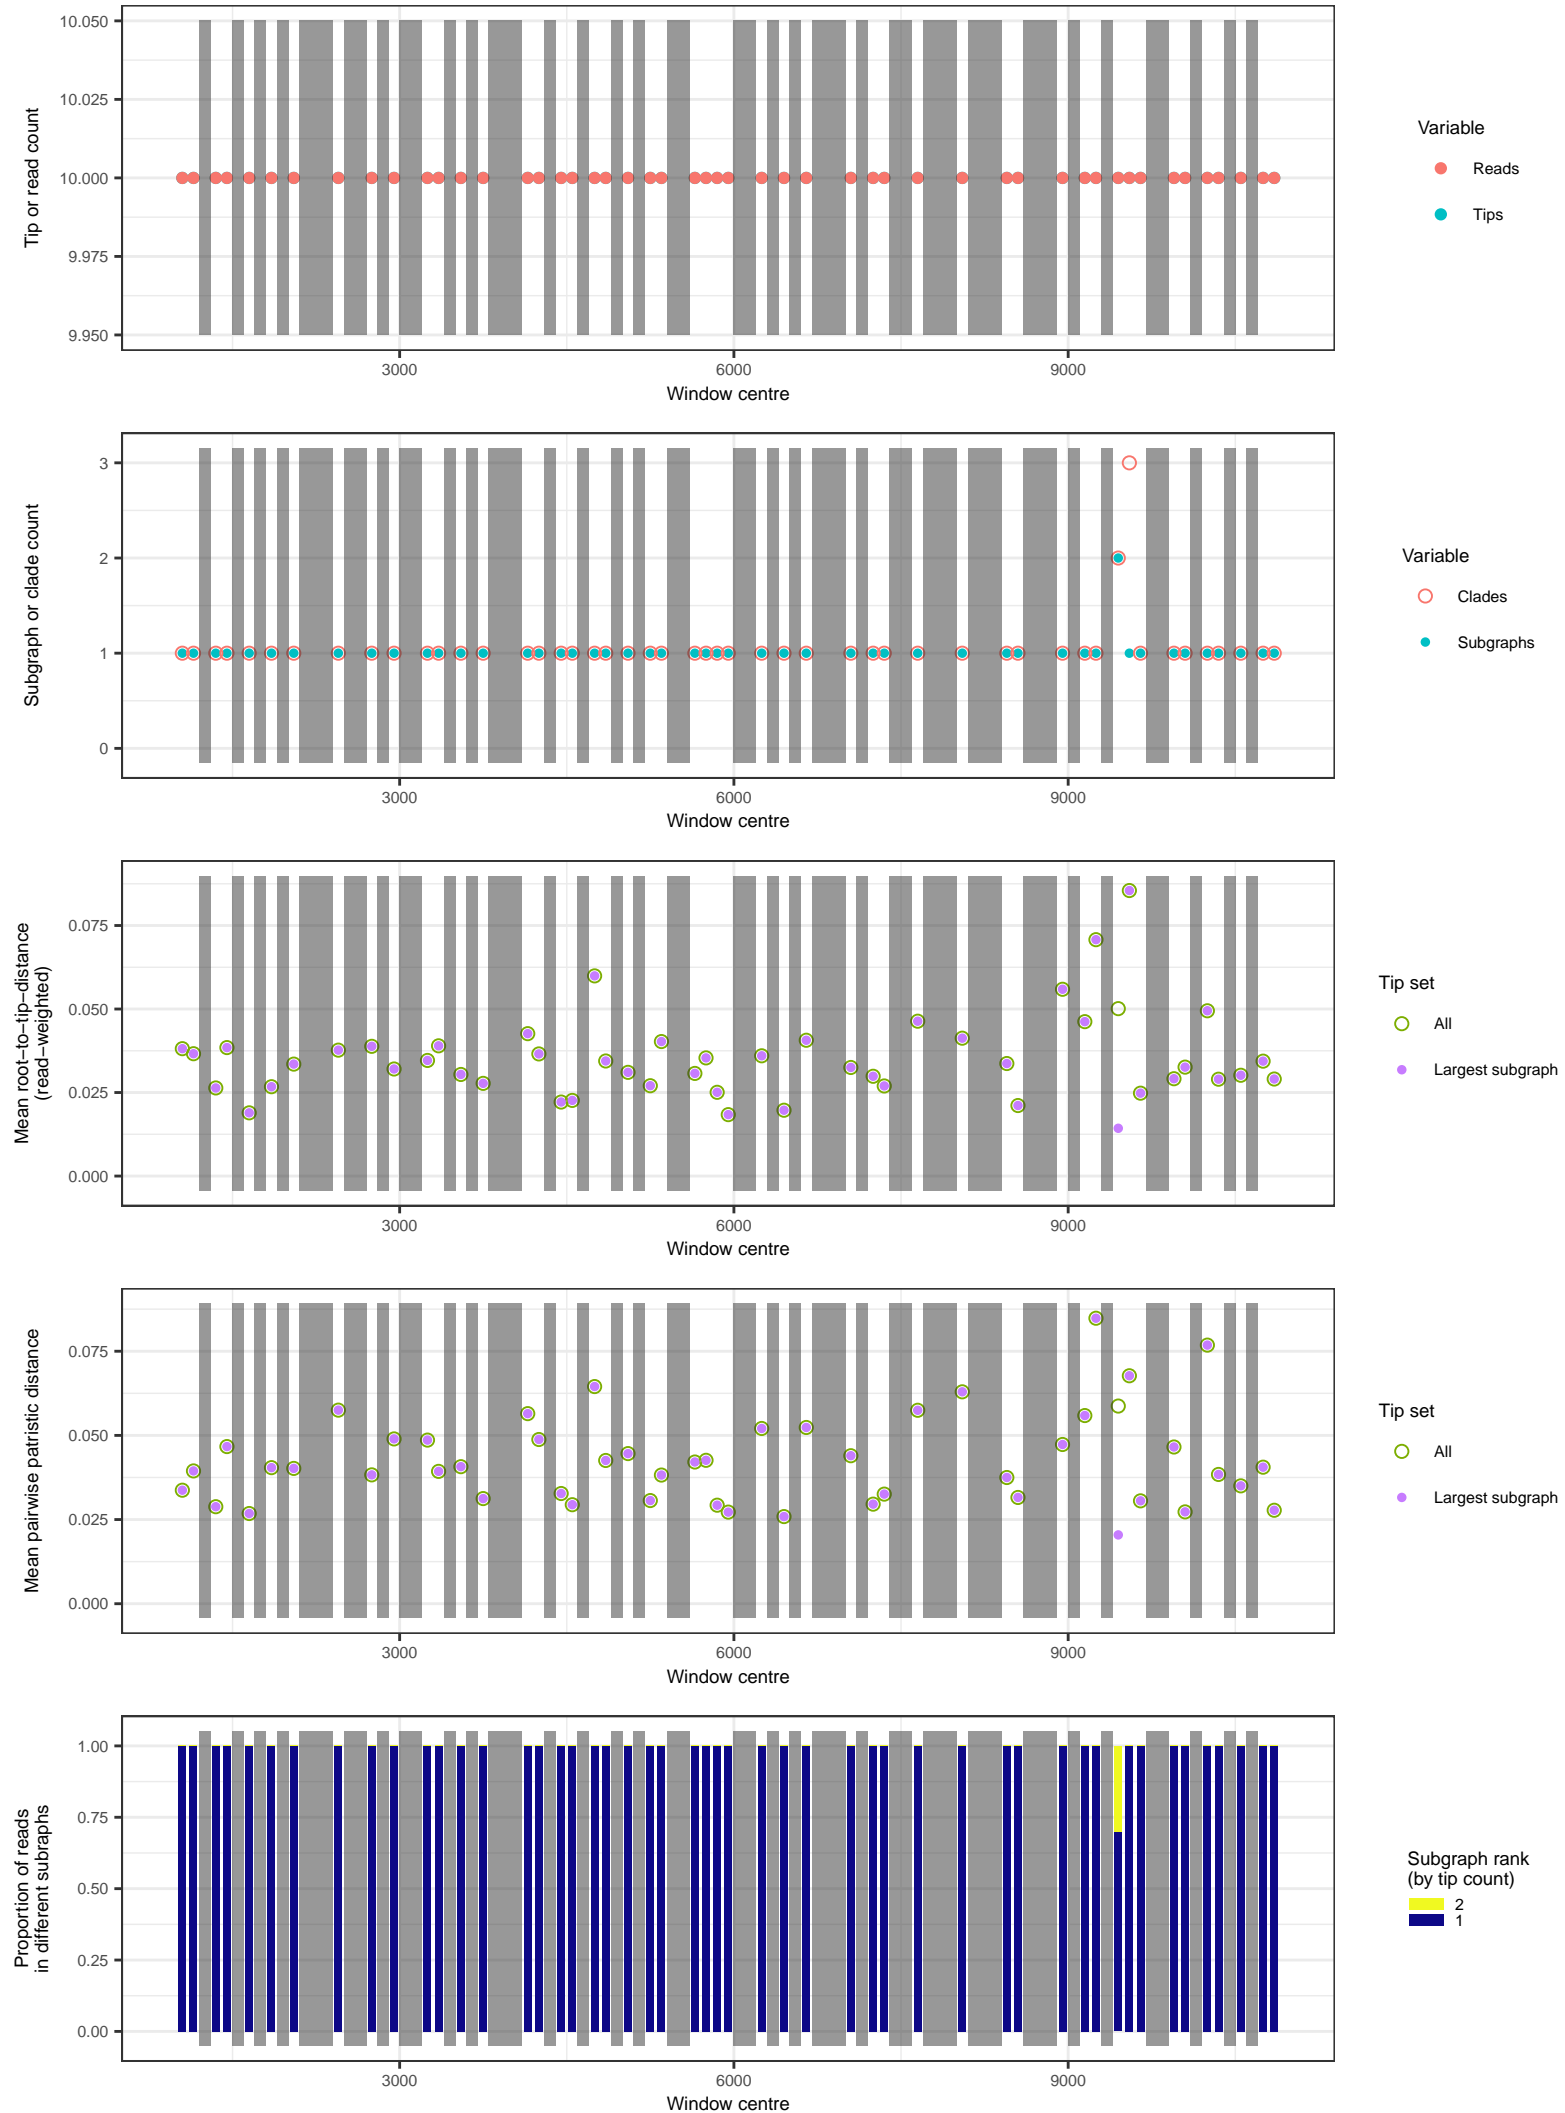 10.050
10.025
10.000
9.975
9.950
Tip or read count
3000
6000
9000
Window centre
Variable
Reads
Tips
3
2
1
0
Subgraph or clade count
3000
6000
9000
Window centre
Variable
Clades
Subgraphs
0.075
0.050
0.025
0.000
Mean root−to−tip−distance
(read−weighted)
3000
6000
9000
Window centre
Tip set
All
Largest subgraph
0.075
0.050
0.025
0.000
Mean pairwise patristic distance
3000
6000
9000
Window centre
Tip set
All
Largest subgraph
1.00
0.75
0.50
0.25
0.00
Proportion of reads
in different subraphs
3000
6000
9000
Window centre
Subgraph rank
(by tip count)
2
1